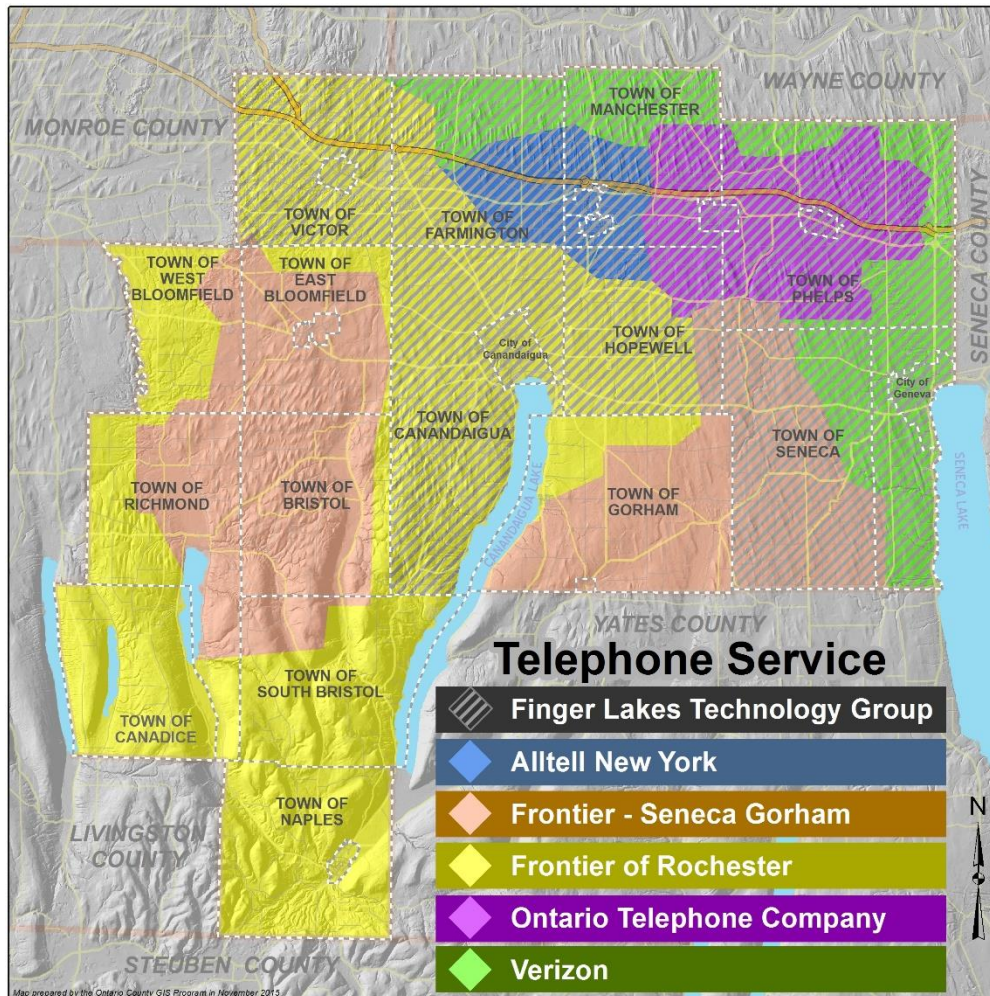 WAYNE COUNTY
TOWN OF
MANCHESTER
MONROE COUNTY
SENECA COUNTY
TOWN OF
VICTOR
TOWN OF
FARMINGTON
TOWN OF
WEST
BLOOMFIELD
TOWN OF
EAST
BLOOMFIELD
TOWN OF
PHELPS
TOWN OF
HOPEWELL
City of
Canandaigua
City of
Geneva
TOWN OF
CANANDAIGUA
TOWN OF
SENECA
SENECA LAKE
TOWN OF
RICHMOND
TOWN OF
BRISTOL
CANANDAIGUA LAKE
TOWN OF
GORHAM
YATES COUNTY
TOWN OF
SOUTH BRISTOL
TOWN OF
CANADICE
TOWN OF
NAPLES
LIVINGSTON
COUNTY
STEUBEN COUNTY
Telephone Service
Finger Lakes Technology Group
Alltell New York
Frontier - Seneca Gorham
Frontier of Rochester
Ontario Telephone Company
Verizon
N
Map prepared by the Ontario County GIS Program in November 2015